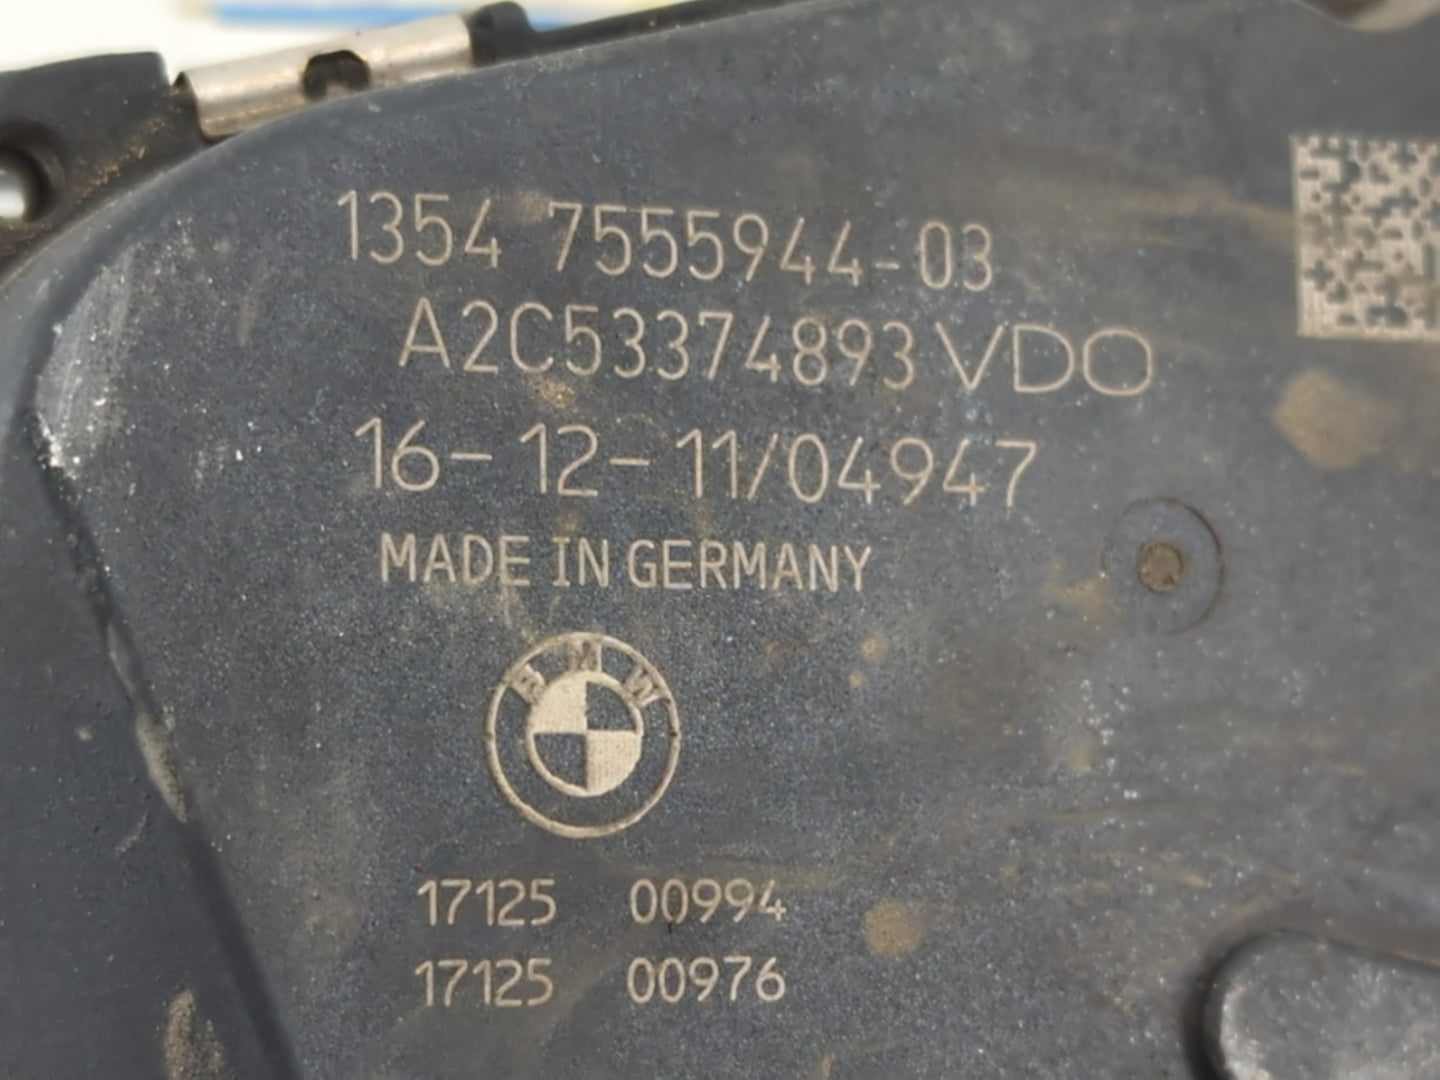 1354 7555944-03
A2C53374893 VDO
16-12-11/04947
MADE IN GERMANY
BMW
17125 00994
17125 00976